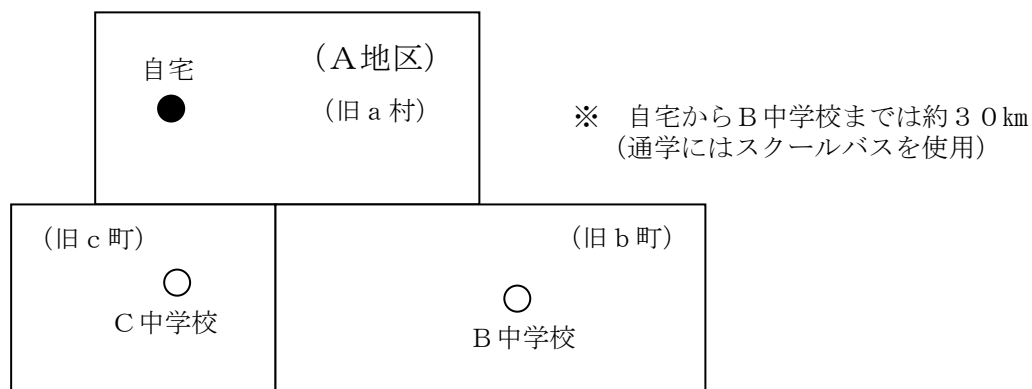 自宅
(A地区)
(旧a村)
※ 自宅からB中学校までは約30km
(通学にはスクールバスを使用)
(旧c町)
C中学校
(旧b町)
B中学校